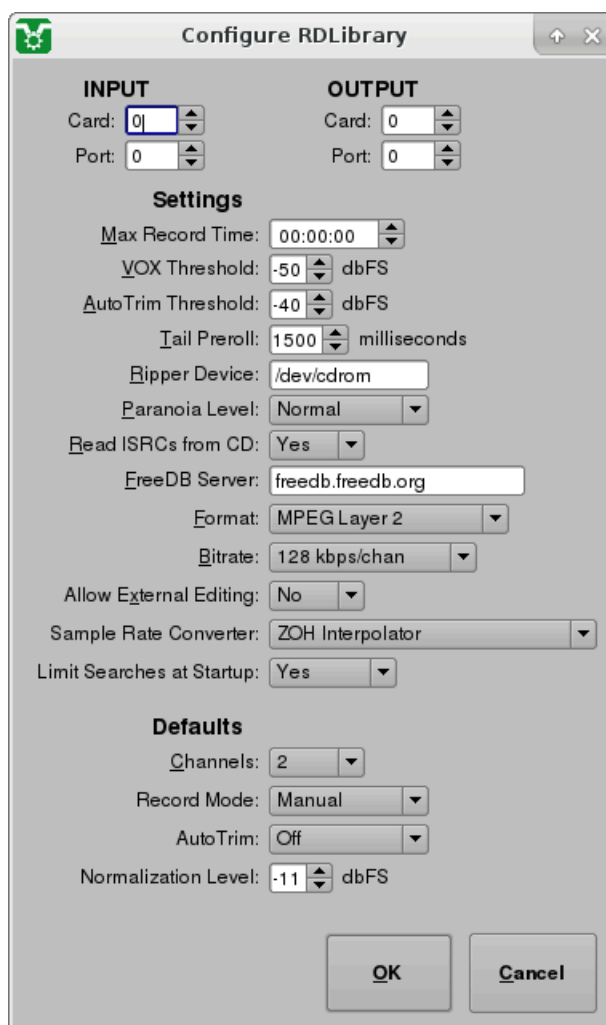 Configure RDLibrary
INPUT OUTPUT
Card: 0 Card: 0
Port: 0 Port: 0
Settings
Max Record Time: 00:00:00
VOX Threshold: -50 dbFS
AutoTrim Threshold: -40 dbFS
Tail Preroll: 1500 milliseconds
Ripper Device: /dev/cdrom
Paranoia Level: Normal
Read ISRCs from CD: Yes
FreeDB Server: freedb.freedb.org
Format: MPEG Layer 2
Bitrate: 128 kbps/chan
Allow External Editing: No
Sample Rate Converter: ZOH Interpolator
Limit Searches at Startup: Yes
Defaults
Channels: 2
Record Mode: Manual
AutoTrim: Off
Normalization Level: -11 dbFS
OK Cancel